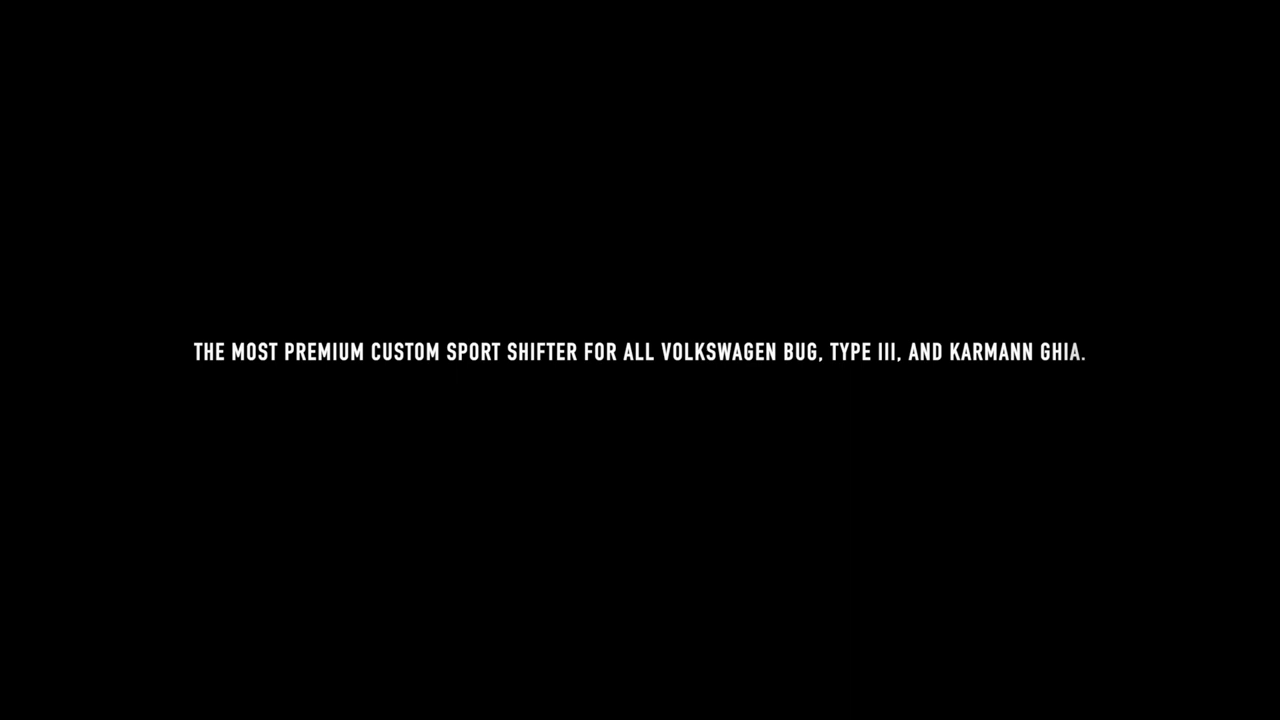 THE MOST PREMIUM CUSTOM SPORT SHIFTER FOR ALL VOLKSWAGEN BUG, TYPE III, AND KARMANN GHIA.